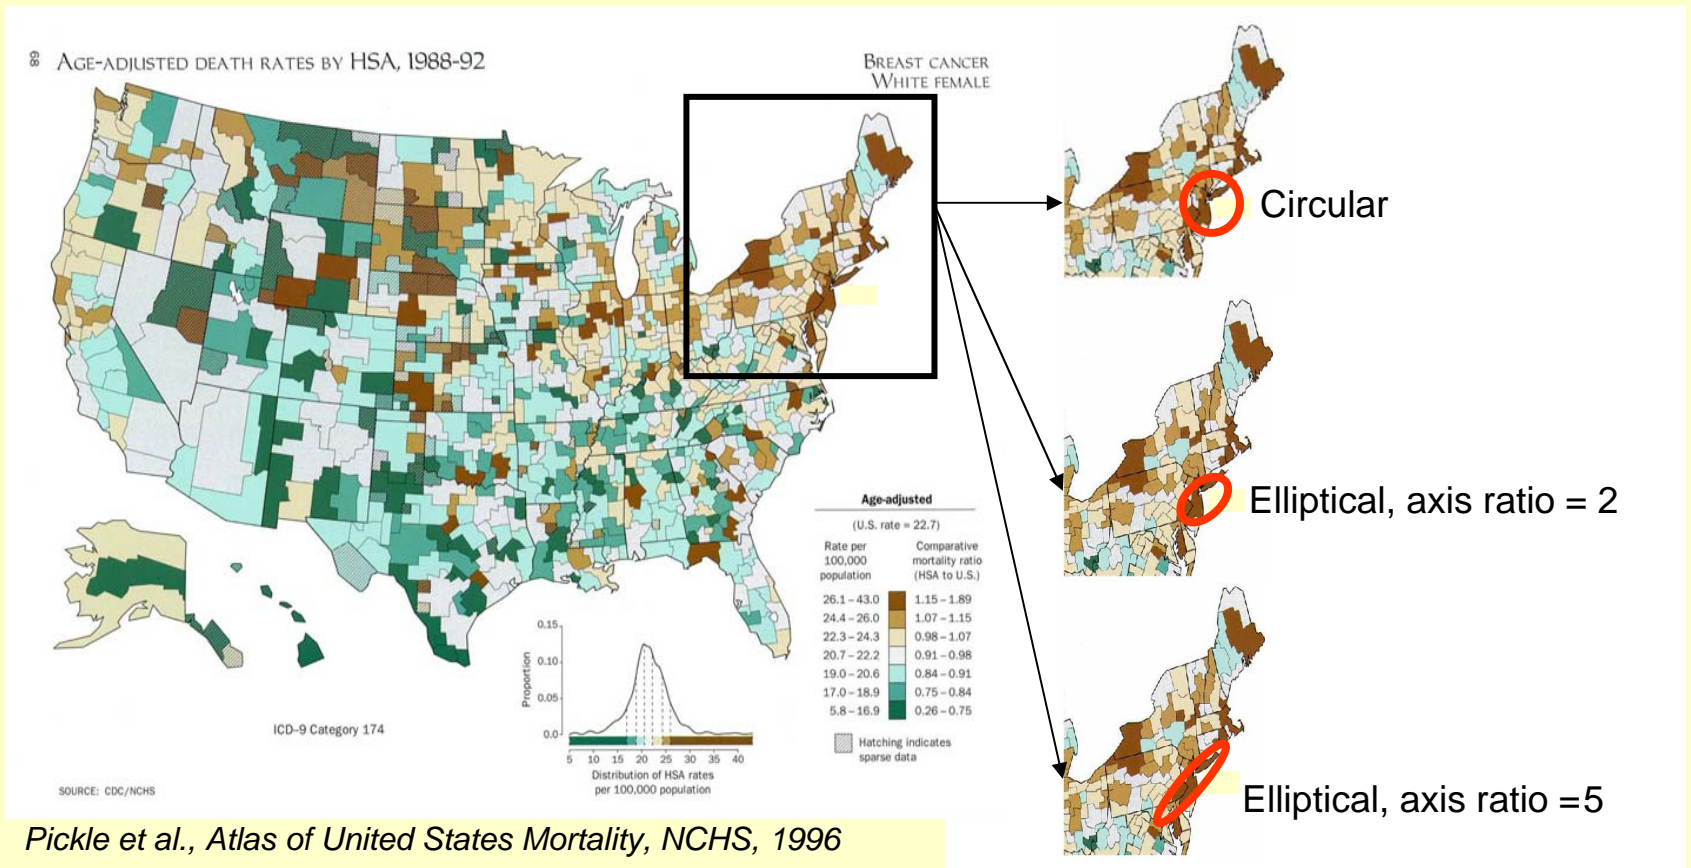 68
AGE-ADJUSTED DEATH RATES BY HSA, 1988-92
BREAST CANCER
WHITE FEMALE
Circular
Elliptical, axis ratio = 2
Elliptical, axis ratio =5
Age-adjusted
(U.S. rate = 22.7)
Rate per
100,000
population
Comparative
mortality ratio
(HSA to U.S.)
26.1 – 43.0 1.15 – 1.89
24.4 – 26.0 1.07 – 1.15
22.3 – 24.3 0.98 – 1.07
20.7 – 22.2 0.91 – 0.98
19.0 – 20.6 0.84 – 0.91
17.0 – 18.9 0.75 – 0.84
5.8 – 16.9 0.26 – 0.75
Hatching indicates
sparse data
Proportion
0.15
0.10
0.05
0.0
5 10 15 20 25 30 35 40
Distribution of HSA rates
per 100,000 population
ICD–9 Category 174
SOURCE: CDC/NCHS
Pickle et al., Atlas of United States Mortality, NCHS, 1996